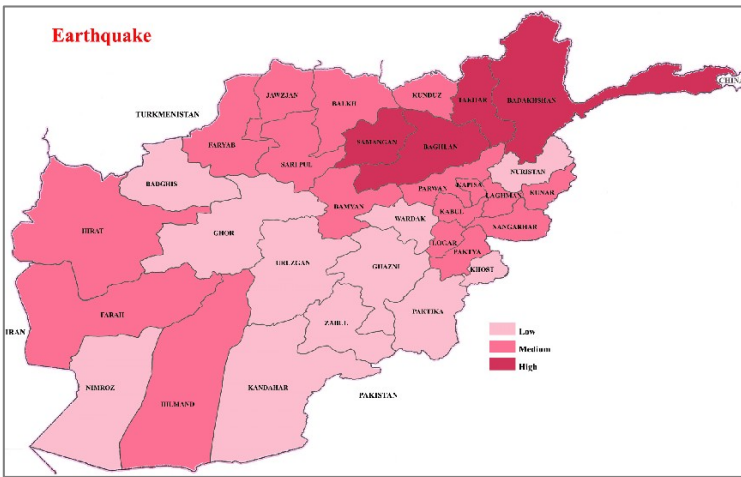 Earthquake
CHINA
JAWZJAN
BALKH
KUNDUZ
TAKHAR
BADAKHSHAN
TURKMENISTAN
FARYAB
SAMANGAN
BAGHLAN
SARI PUL
NURISTAN
BADGHIS
PARWAN
KAPISA
LAGHMAN
KUNAR
BAMYAN
KABUL
WARDAK
HIRAT
GHOR
NANGARHAR
LOGAR
PAKTYA
URUZGAN
GHAZNI
KHOST
FARAH
ZABUL
PAKTIKA
IRAN
Low
Medium
High
NIMROZ
HILMAND
KANDAHAR
PAKISTAN